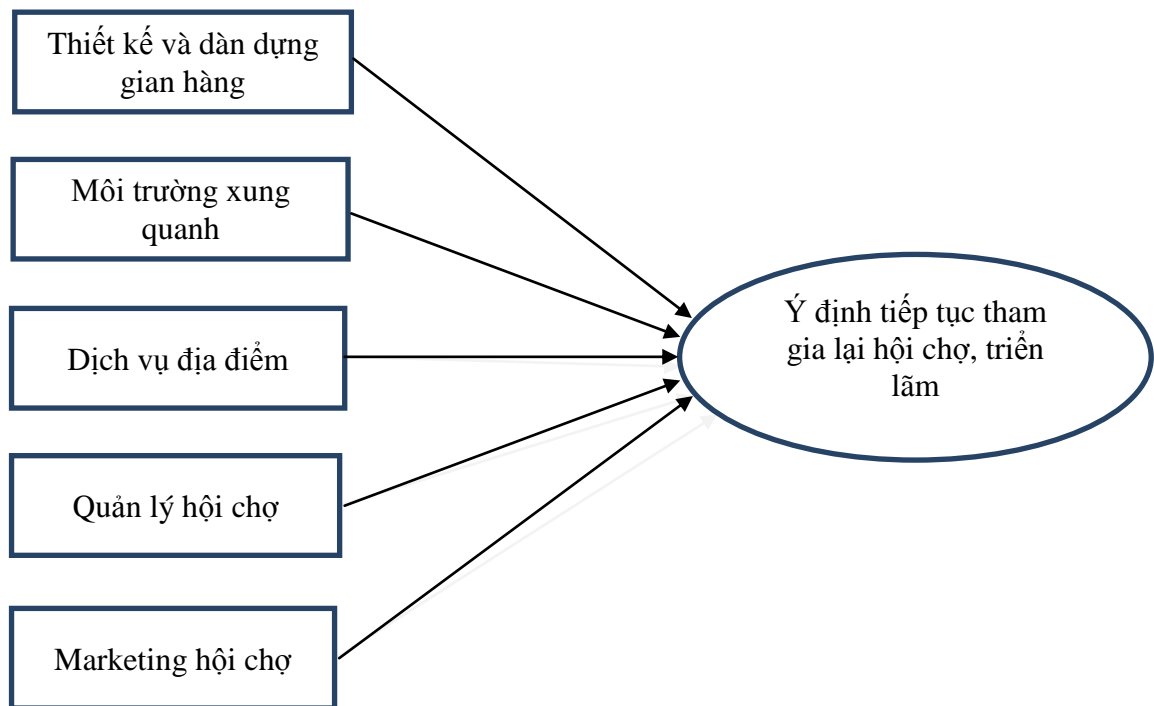 Thiết kế và dàn dựng
gian hàng
Môi trường xung
quanh
Dịch vụ địa điểm
Quản lý hội chợ
Marketing hội chợ
Ý định tiếp tục tham
gia lại hội chợ, triển
lãm